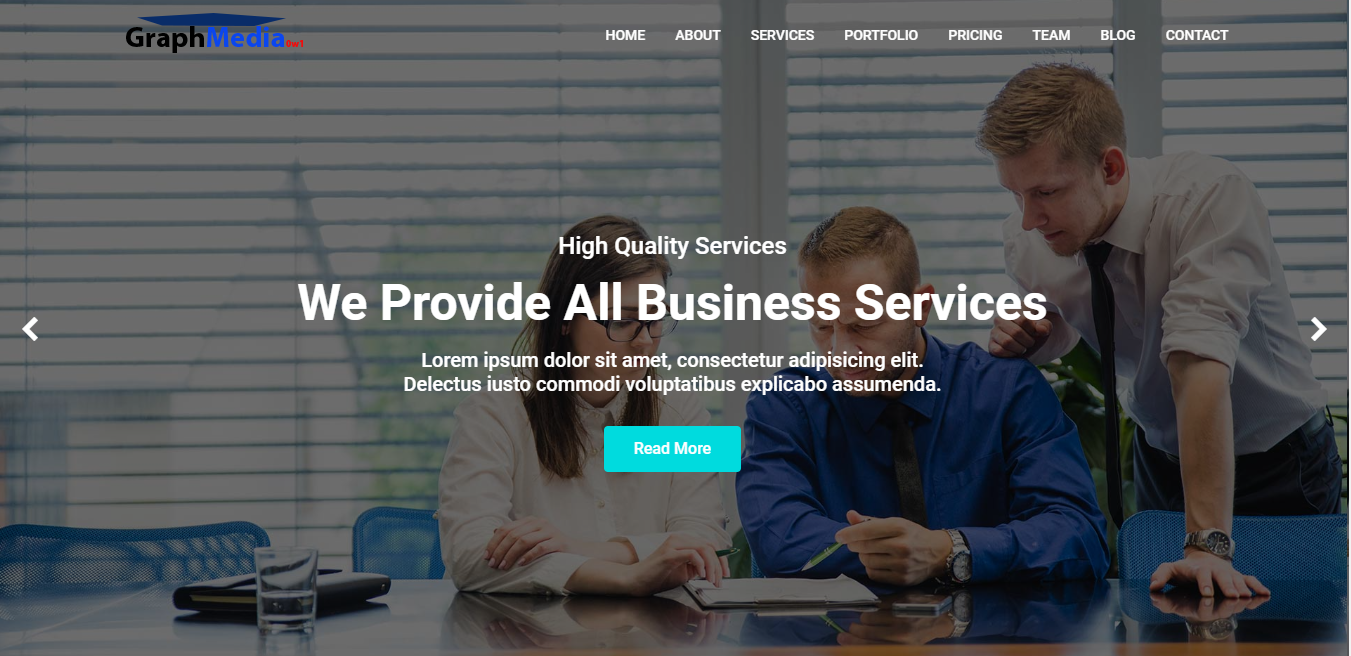 GraphMedia0w1
HOME ABOUT SERVICES PORTFOLIO PRICING TEAM BLOG CONTACT
High Quality Services
We Provide All Business Services
Lorem ipsum dolor sit amet, consectetur adipisicing elit.
Delectus iusto commodi voluptatibus explicabo assumenda.
Read More